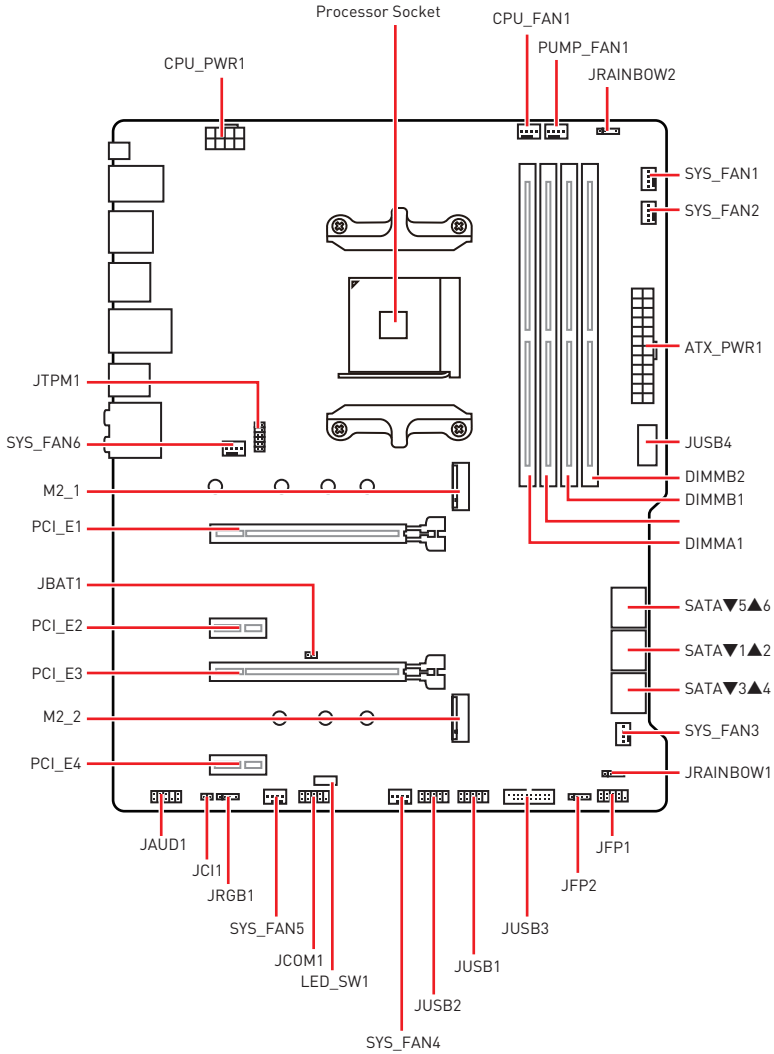 Processor Socket
CPU_FAN1
PUMP_FAN1
JRAINBOW2
CPU_PWR1
SYS_FAN1
SYS_FAN2
ATX_PWR1
JTPM1
SYS_FAN6
JUSB4
M2_1
DIMMB2
DIMMB1
PCI_E1
DIMMA1
JBAT1
SATA▼5▲6
PCI_E2
SATA▼1▲2
PCI_E3
SATA▼3▲4
M2_2
SYS_FAN3
PCI_E4
JRAINBOW1
JAUD1
JFP1
JCI1
JFP2
JRGB1
SYS_FAN5
JUSB3
JCOM1
JUSB1
LED_SW1
JUSB2
SYS_FAN4